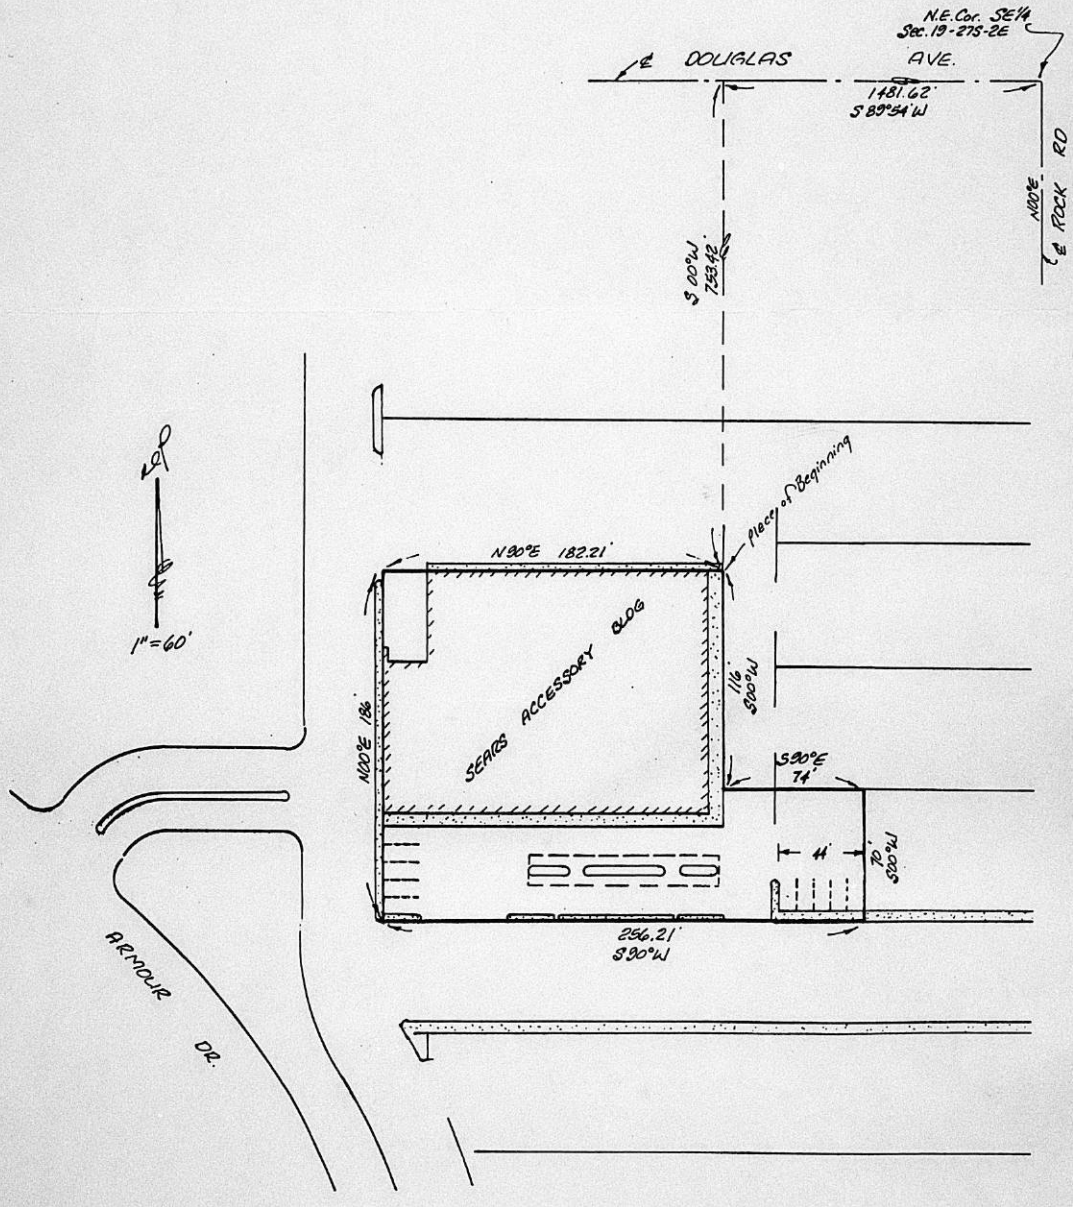 N.E. Cor. SE¼
Sec. 19-27S-2E
℄ DOUGLAS AVE.
1481.62'
S 89°54'W
N00°E
℄ ROCK RD
S 00°W
753.42'
Place of Beginning
N90°E 182.21'
1"=60'
SEARS ACCESSORY BLDG
116'
S00°W
N00°E 186'
S90°E
74'
44'
70'
S00°W
256.21'
S90°W
ARMOUR
DR.